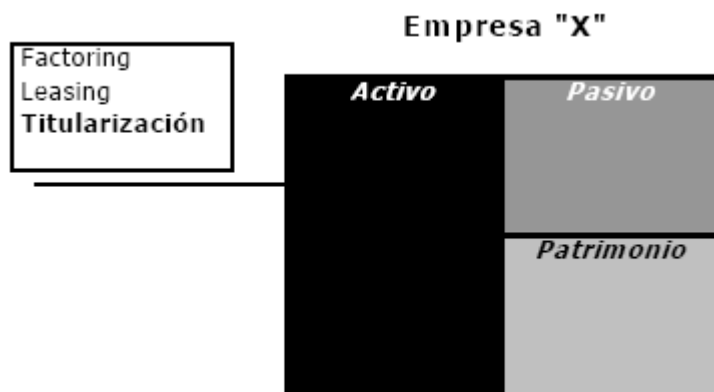 Empresa "X"
Factoring
Leasing
Titularización
Activo
Pasivo
Patrimonio